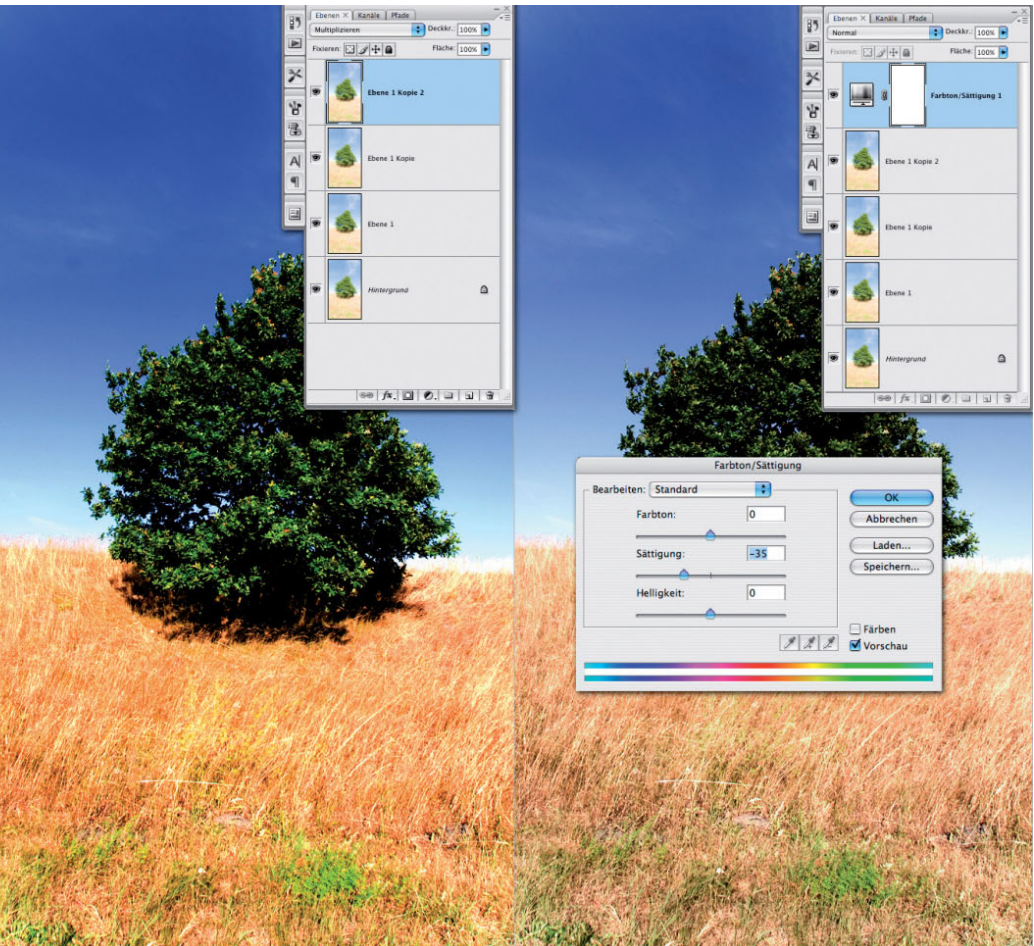 Ebenen × Kanäle Pfade
Multiplizieren Deckkr.: 100%
Fixieren: Fläche: 100%
Ebene 1 Kopie 2
Ebene 1 Kopie
Ebene 1
Hintergrund
fx
A
¶
Ebenen × Kanäle Pfade
Normal Deckkr.: 100%
Fixieren: Fläche: 100%
Farbton/Sättigung 1
Ebene 1 Kopie 2
Ebene 1 Kopie
Ebene 1
Hintergrund
fx
A
¶
Farbton/Sättigung
Bearbeiten: Standard
Farbton: 0
Sättigung: -35
Helligkeit: 0
OK
Abbrechen
Laden...
Speichern...
Färben
Vorschau